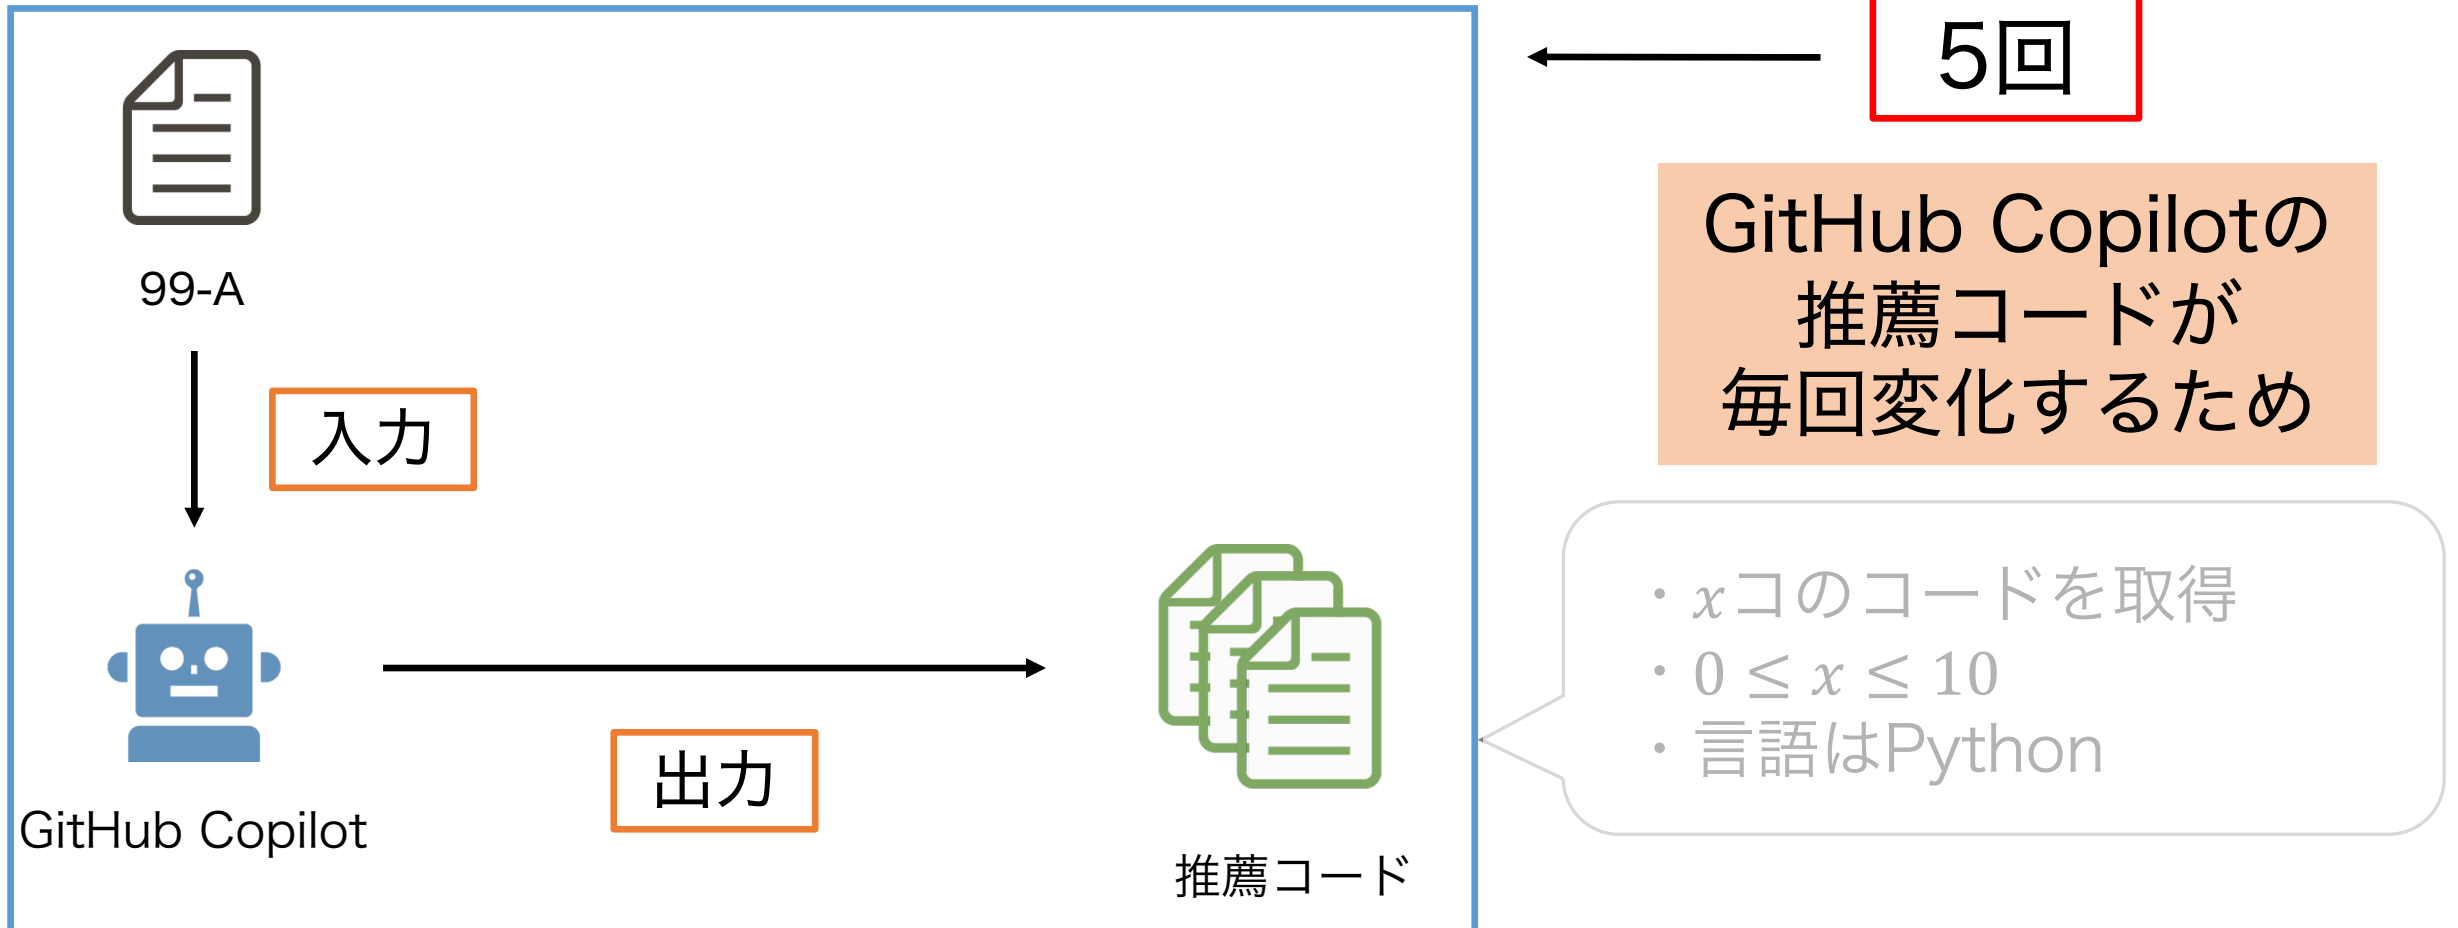 5回
99-A
GitHub Copilotの
推薦コードが
毎回変化するため
入力
・xコのコードを取得
・0 ≤ x ≤ 10
・言語はPython
出力
GitHub Copilot
推薦コード